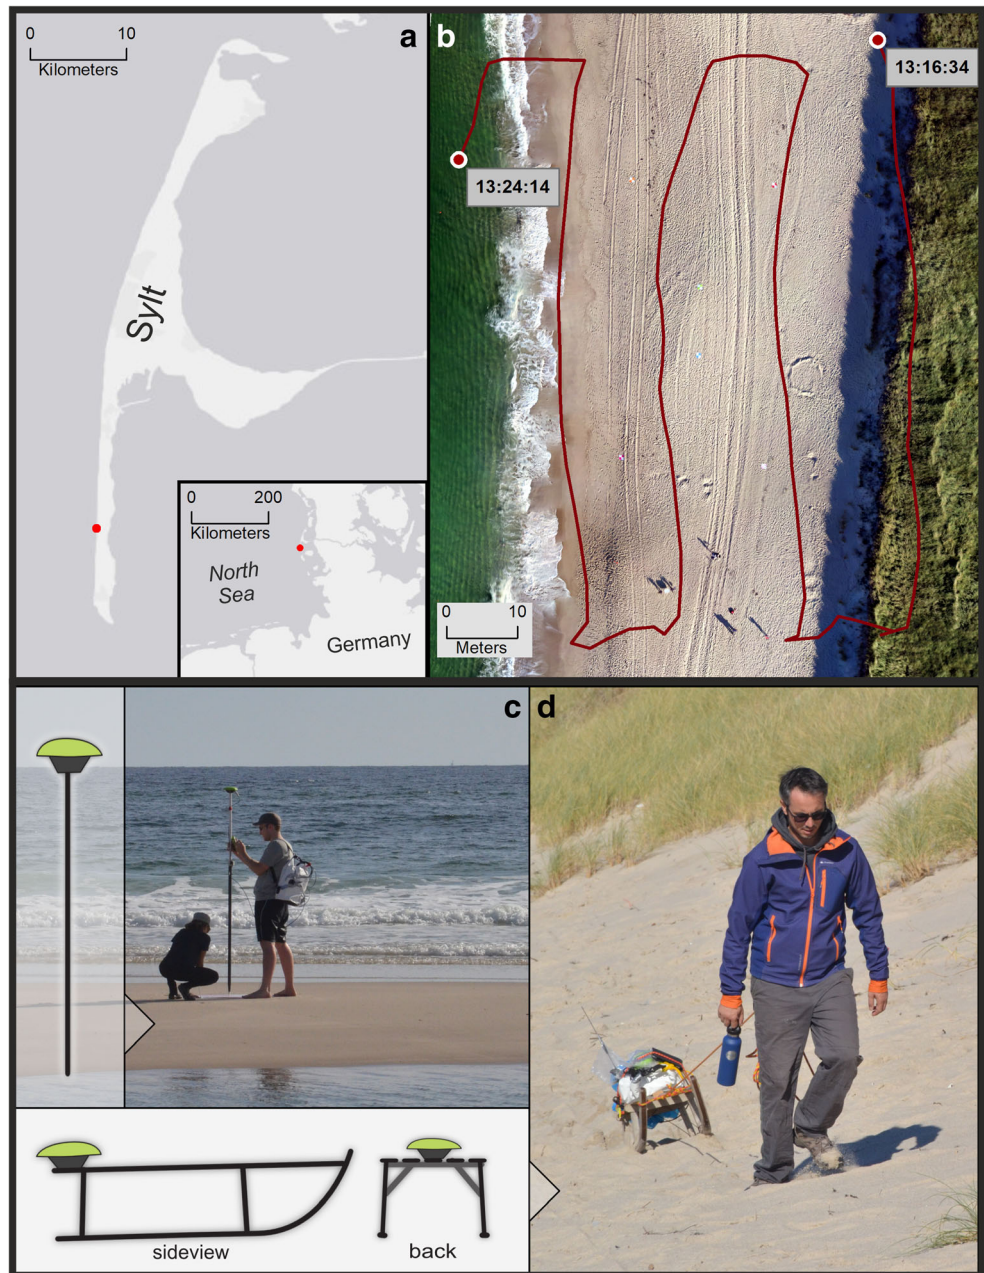 0 10
Kilometers
a
Sylt
0 200
Kilometers
North
Sea
Germany
b
13:16:34
13:24:14
0 10
Meters
c
d
sideview
back